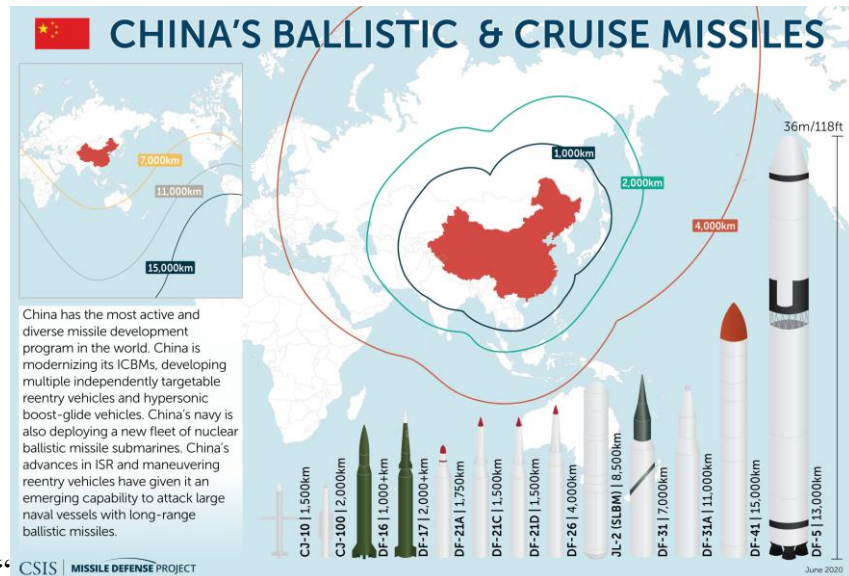 CHINA'S BALLISTIC & CRUISE MISSILES
7,000km
11,000km
15,000km
1,000km
2,000km
4,000km
36m/118ft
China has the most active and
diverse missile development
program in the world. China is
modernizing its ICBMs, developing
multiple independently targetable
reentry vehicles and hypersonic
boost-glide vehicles. China's navy is
also deploying a new fleet of nuclear
ballistic missile submarines. China's
advances in ISR and maneuvering
reentry vehicles have given it an
emerging capability to attack large
naval vessels with long-range
ballistic missiles.
CJ-10 | 1,500km
CJ-100 | 2,000km
DF-16 | 1,000+km
DF-17 | 2,000+km
DF-21A | 1,750km
DF-21C | 1,500km
DF-21D | 1,500km
DF-26 | 4,000km
JL-2 (SLBM) | 8,500km
DF-31 | 7,000km
DF-31A | 11,000km
DF-41 | 15,000km
DF-5 | 13,000km
“ CSIS | MISSILE DEFENSE PROJECT
June 2020